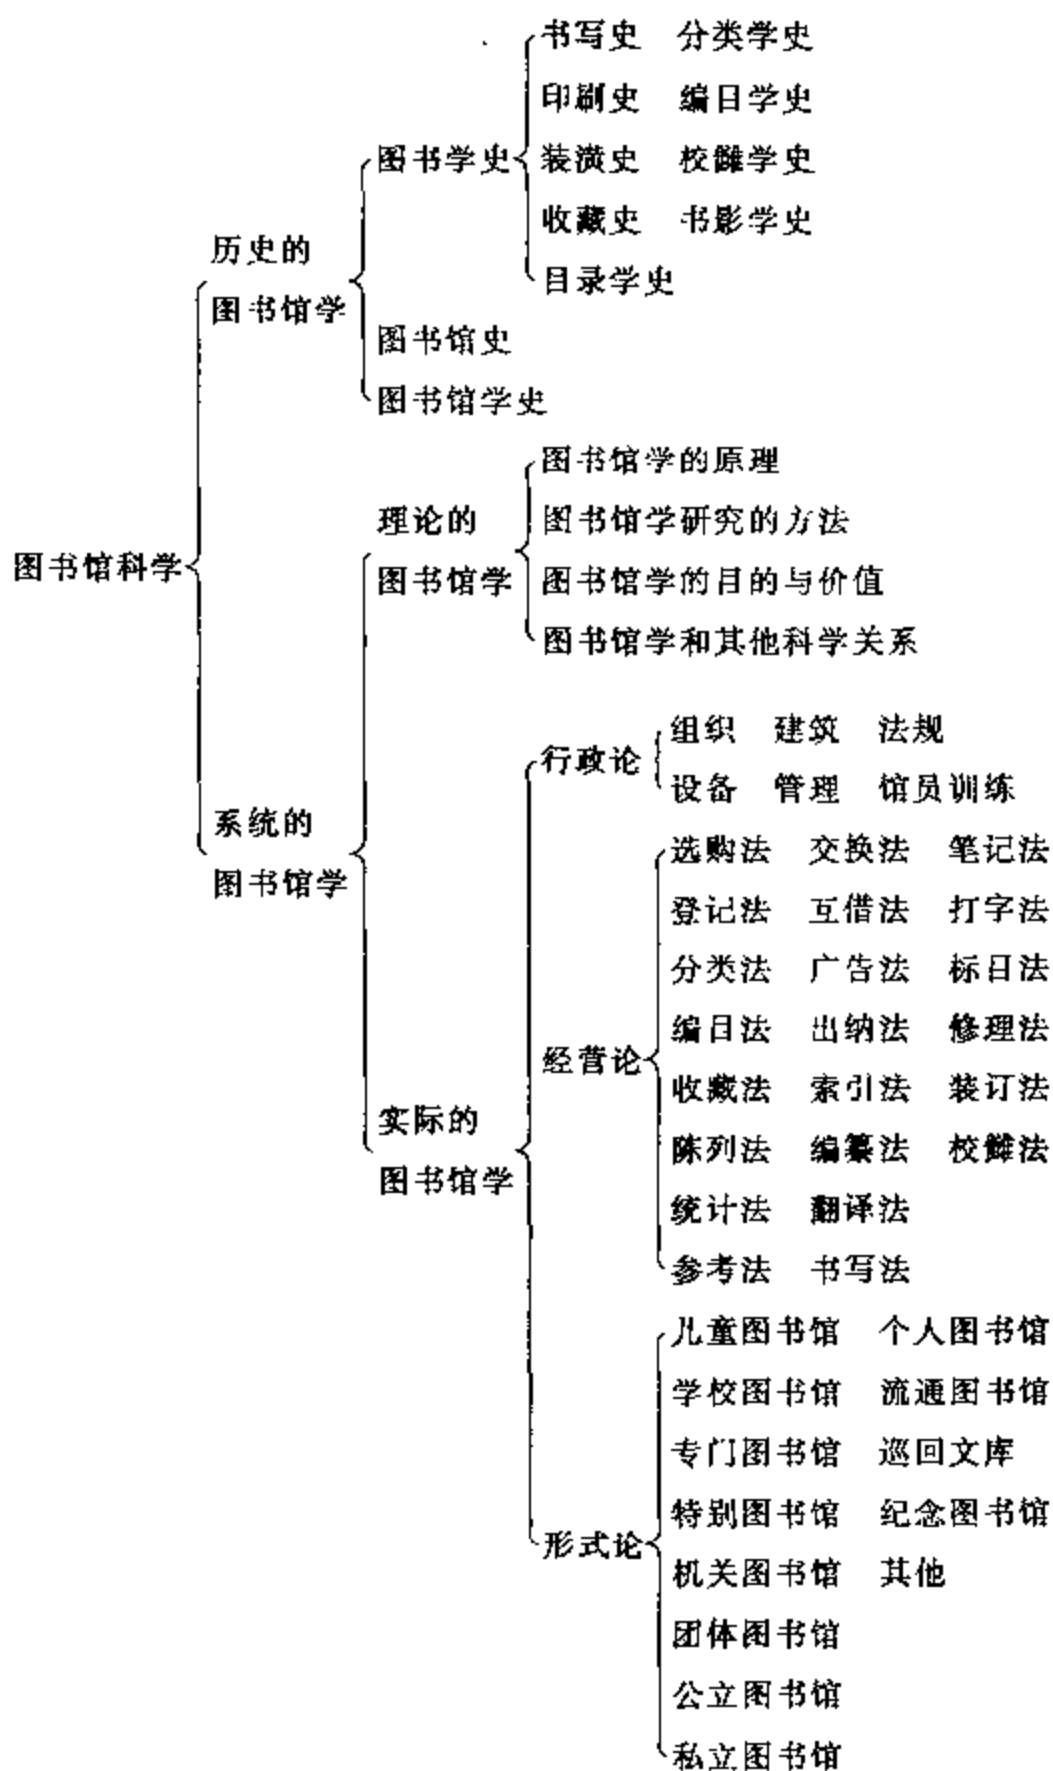 书写史 分类学史
印刷史 编目学史
图书学史 装潢史 校雠学史
收藏史 书影学史
历史的
目录学史
图书馆学
图书馆史
图书馆学史
图书馆学的原理
理论的
图书馆学研究的方法
图书馆科学
图书馆学 图书馆学的目的与价值
图书馆学和其他科学关系
组织 建筑 法规
行政论
设备 管理 馆员训练
系统的
选购法 交换法 笔记法
图书馆学
登记法 互借法 打字法
分类法 广告法 标目法
编目法 出纳法 修理法
经营论
收藏法 索引法 装订法
实际的
陈列法 编纂法 校雠法
图书馆学
统计法 翻译法
参考法 书写法
儿童图书馆 个人图书馆
学校图书馆 流通图书馆
专门图书馆 巡回文库
特别图书馆 纪念图书馆
形式论
机关图书馆 其他
团体图书馆
公立图书馆
私立图书馆